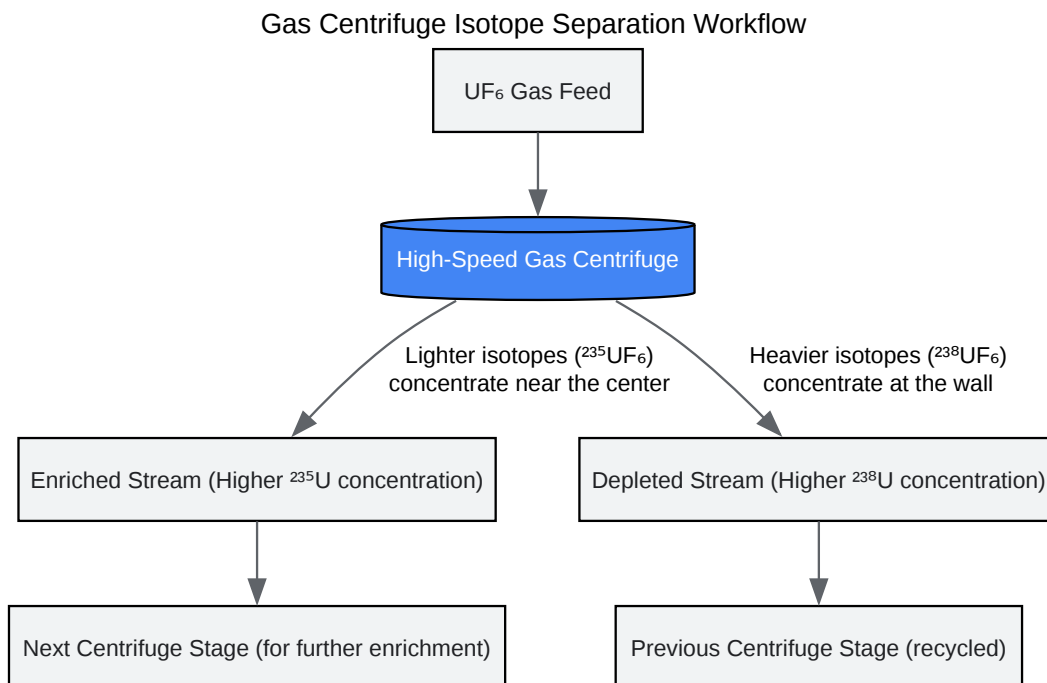 Gas Centrifuge Isotope Separation Workflow
UF₆ Gas Feed
High-Speed Gas Centrifuge
Lighter isotopes (²³⁵UF₆)
concentrate near the center
Heavier isotopes (²³⁸UF₆)
concentrate at the wall
Enriched Stream (Higher ²³⁵U concentration)
Depleted Stream (Higher ²³⁸U concentration)
Next Centrifuge Stage (for further enrichment)
Previous Centrifuge Stage (recycled)